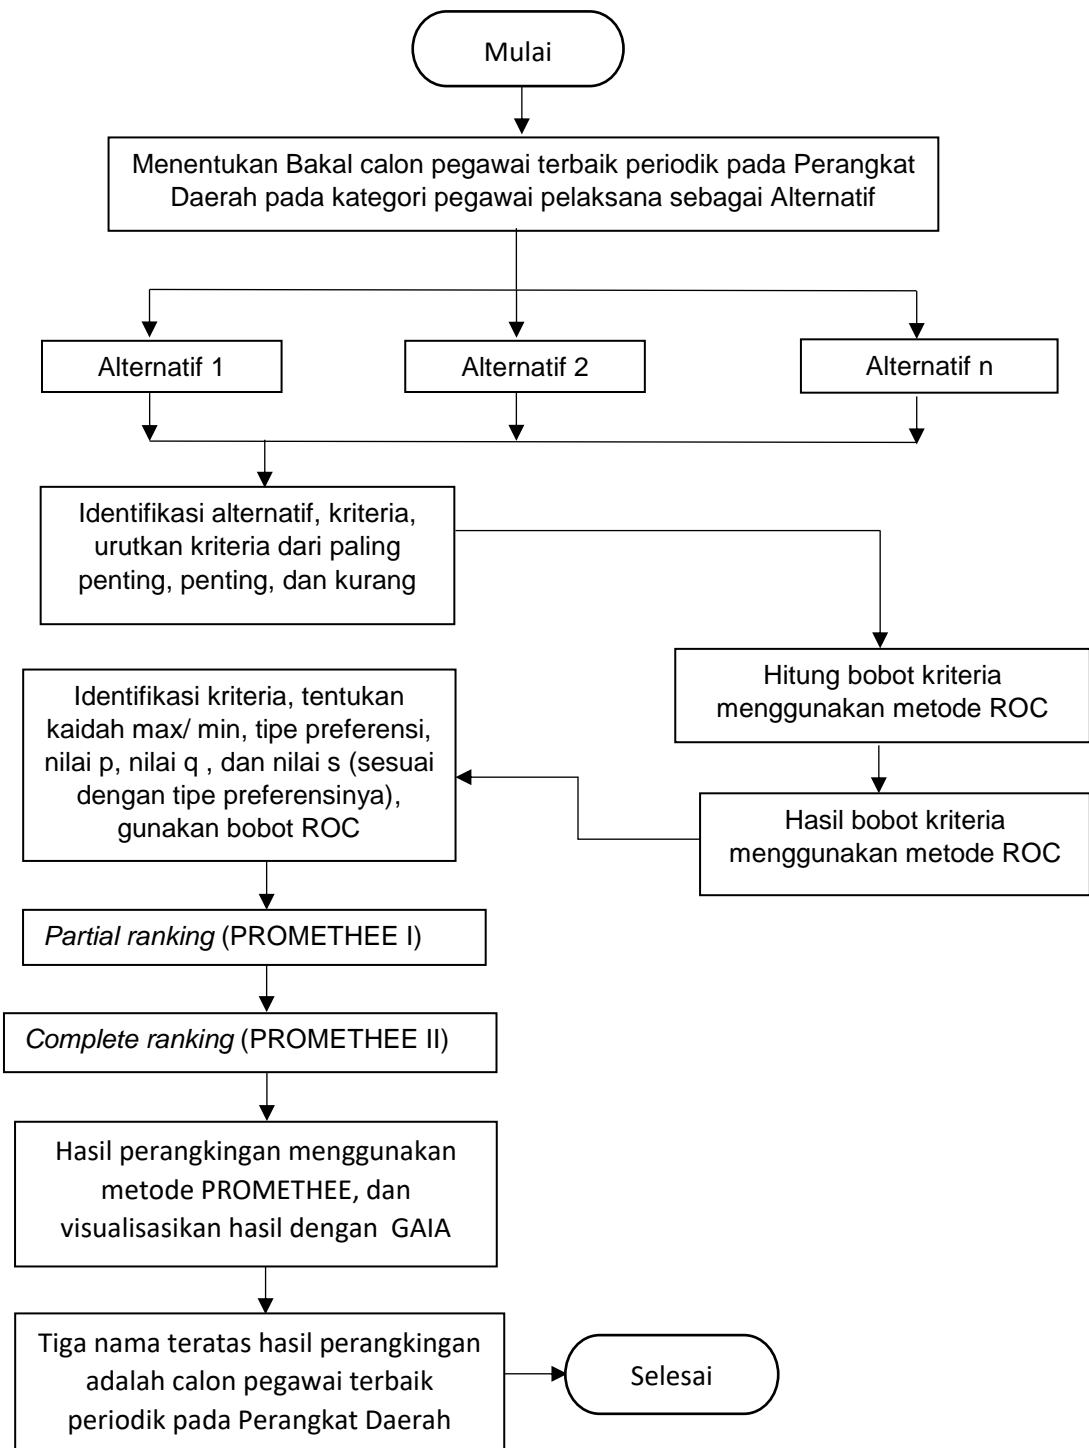 Mulai
Menentukan Bakal calon pegawai terbaik periodik pada Perangkat
Daerah pada kategori pegawai pelaksana sebagai Alternatif
Alternatif 1
Alternatif 2
Alternatif n
Identifikasi alternatif, kriteria,
urutkan kriteria dari paling
penting, penting, dan kurang
Hitung bobot kriteria
menggunakan metode ROC
Hasil bobot kriteria
menggunakan metode ROC
Identifikasi kriteria, tentukan
kaidah max/ min, tipe preferensi,
nilai p, nilai q , dan nilai s (sesuai
dengan tipe preferensinya),
gunakan bobot ROC
Partial ranking (PROMETHEE I)
Complete ranking (PROMETHEE II)
Hasil perangkingan menggunakan
metode PROMETHEE, dan
visualisasikan hasil dengan  GAIA
Tiga nama teratas hasil perangkingan
adalah calon pegawai terbaik
periodik pada Perangkat Daerah
Selesai